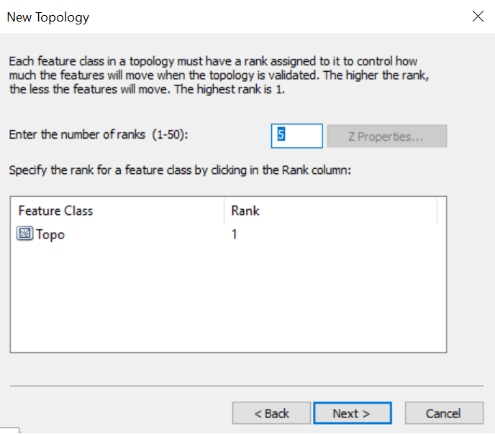 New Topology
Each feature class in a topology must have a rank assigned to it to control how
much the features will move when the topology is validated. The higher the rank,
the less the features will move. The highest rank is 1.
Enter the number of ranks (1-50): 5 Z Properties...
Specify the rank for a feature class by clicking in the Rank column:
Feature Class Rank
Topo 1
< Back Next > Cancel